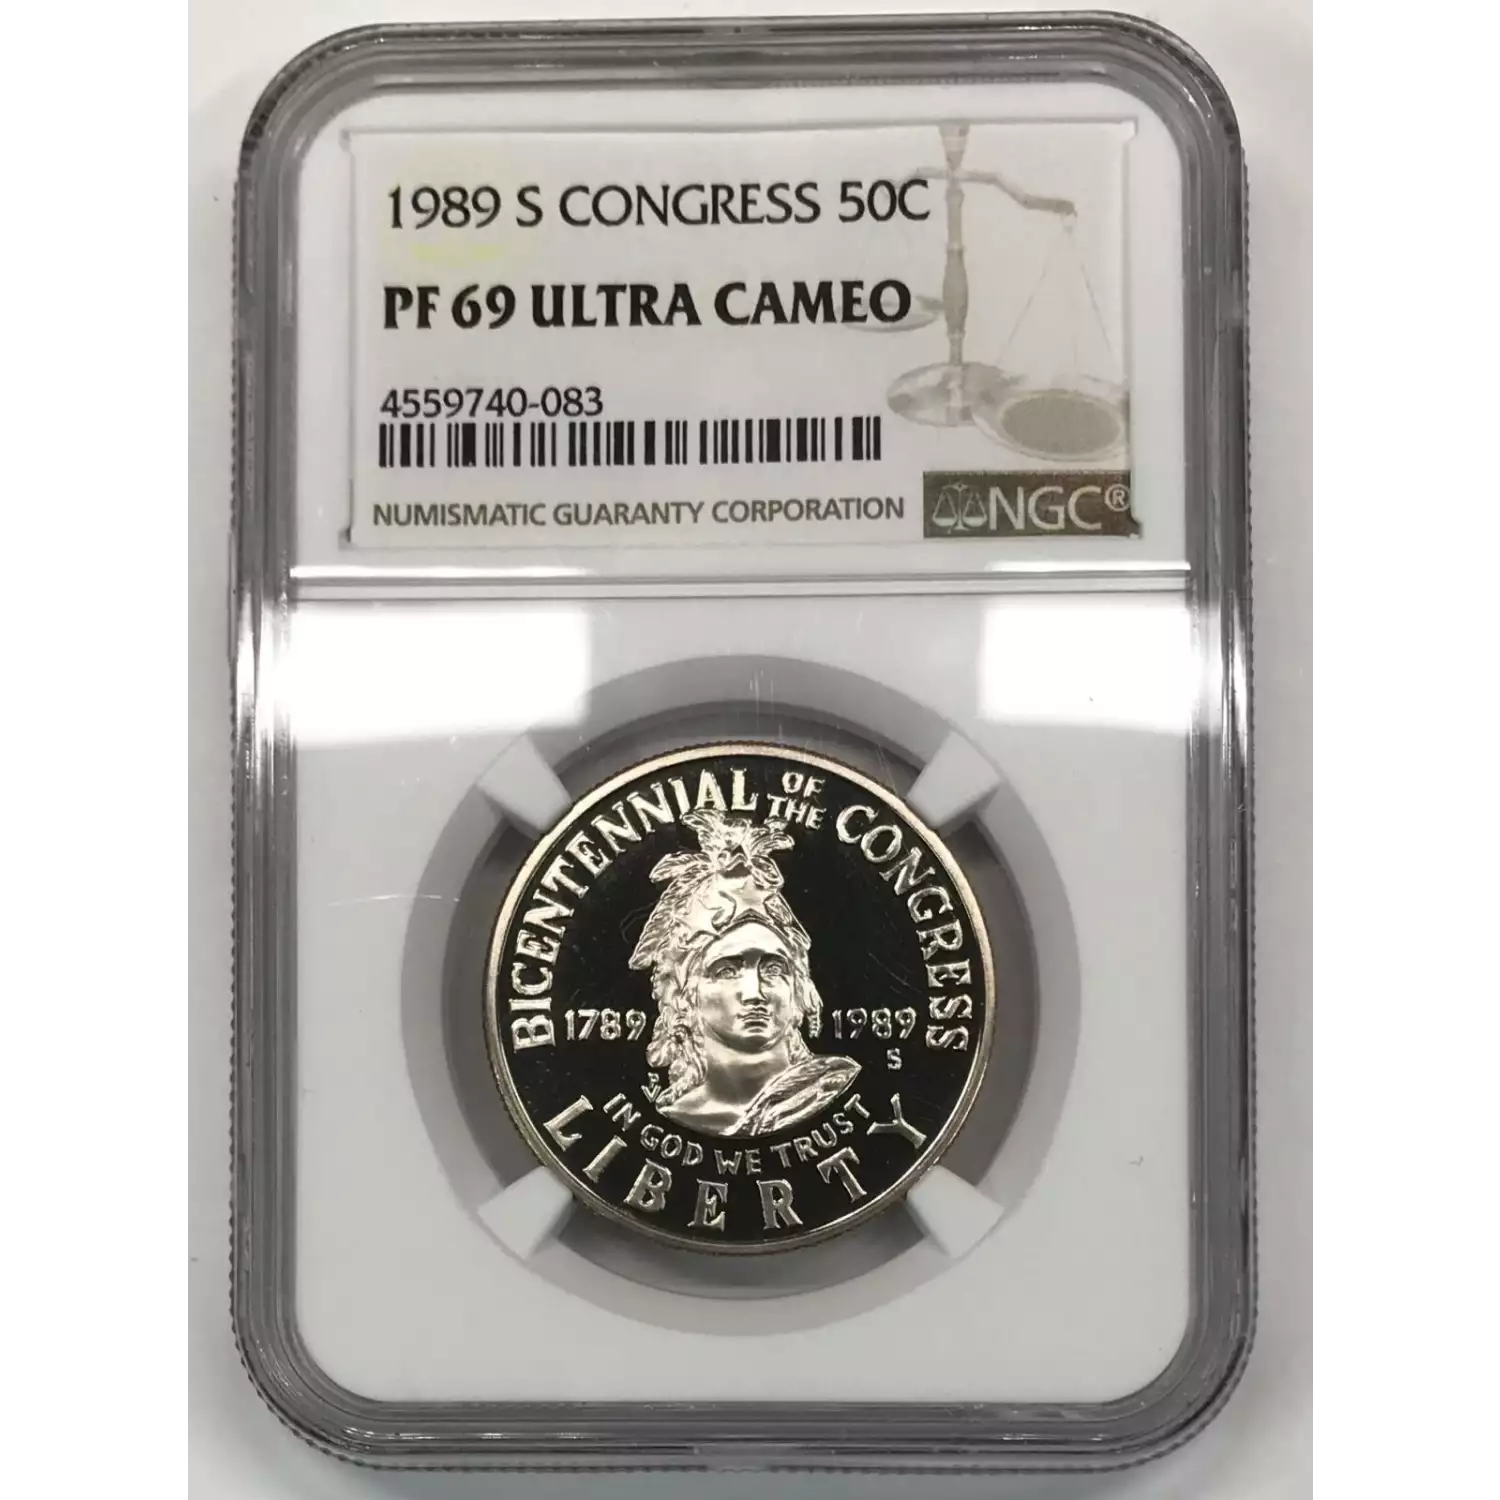 1989 S CONGRESS 50C
PF 69 ULTRA CAMEO
4559740-083
NUMISMATIC GUARANTY CORPORATION
NGC®
BICENTENNIAL OF THE CONGRESS
1789
1989
S
IN GOD WE TRUST
LIBERTY